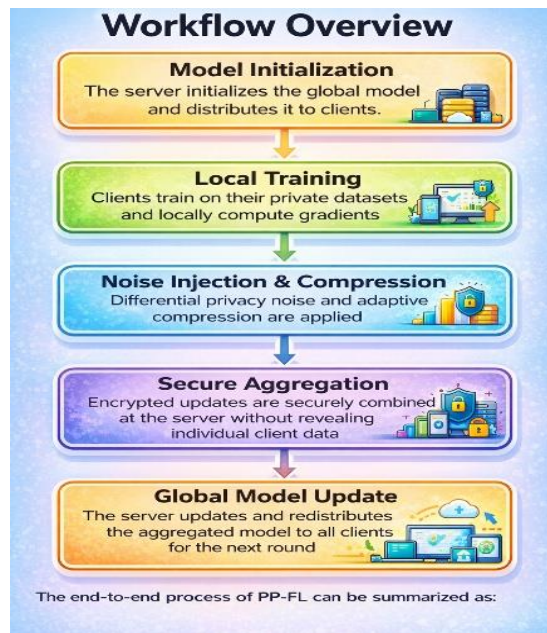 Workflow Overview
Model Initialization
The server initializes the global model
and distributes it to clients.
Local Training
Clients train on their private datasets
and locally compute gradients
Noise Injection & Compression
Differential privacy noise and adaptive
compression are applied
Secure Aggregation
Encrypted updates are securely combined
at the server without revealing
individual client data
Global Model Update
The server updates and redistributes
the aggregated model to all clients
for the next round
The end-to-end process of PP-FL can be summarized as: